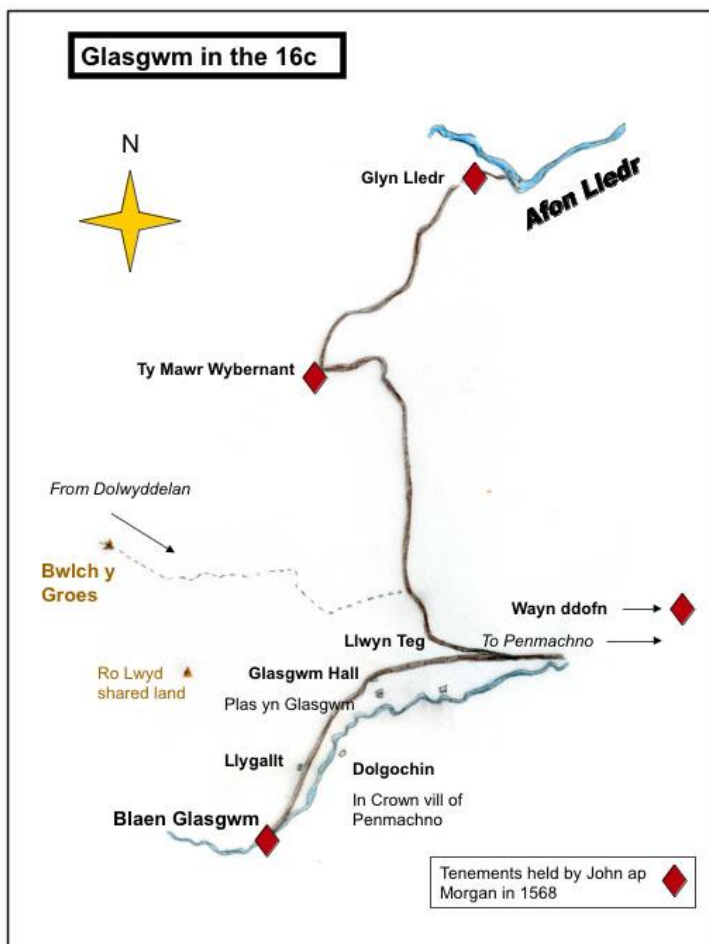 Glasgwm in the 16c
N
Glyn Lledr
Afon Lledr
Ty Mawr Wybernant
From Dolwyddelan
Bwlch y
Groes
Wayn ddofn
Llwyn Teg
To Penmachno
Ro Lwyd
shared land
Glasgwm Hall
Plas yn Glasgwm
Llygallt
Dolgochin
In Crown vill of
Penmachno
Blaen Glasgwm
Tenements held by John ap
Morgan in 1568